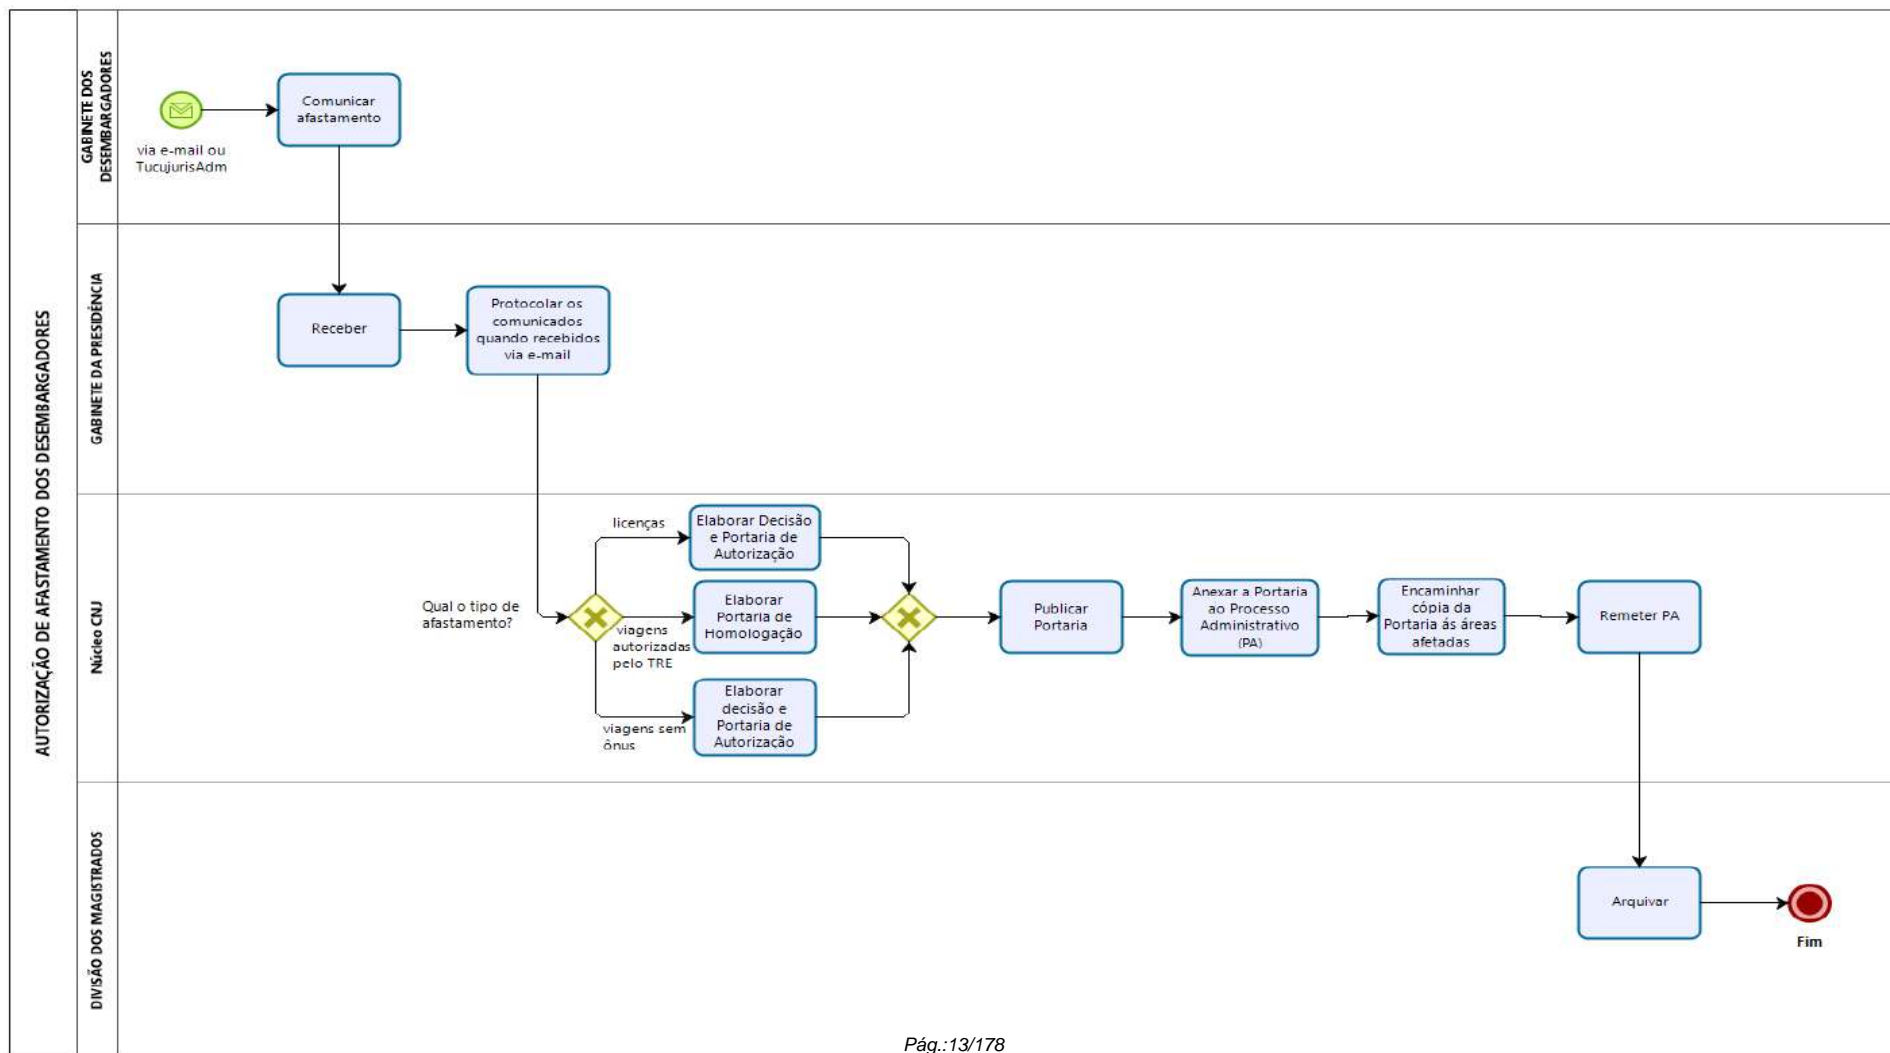 AUTORIZAÇÃO DE AFASTAMENTO DOS DESEMBARGADORES
GABINETE DOS
DESEMBARGADORES
via e-mail ou
TucujurisAdm
Comunicar
afastamento
GABINETE DA PRESIDÊNCIA
Receber
Protocolar os
comunicados
quando recebidos
via e-mail
Núcleo CNJ
Qual o tipo de
afastamento?
licenças
Elaborar Decisão
e Portaria de
Autorização
viagens
autorizadas
pelo TRE
Elaborar
Portaria de
Homologação
viagens sem
ônus
Elaborar
decisão e
Portaria de
Autorização
Publicar
Portaria
Anexar a Portaria
ao Processo
Administrativo
(PA)
Encaminhar
cópia da
Portaria ás áreas
afetadas
Remeter PA
DIVISÃO DOS MAGISTRADOS
Arquivar
Fim
Pág.:13/178